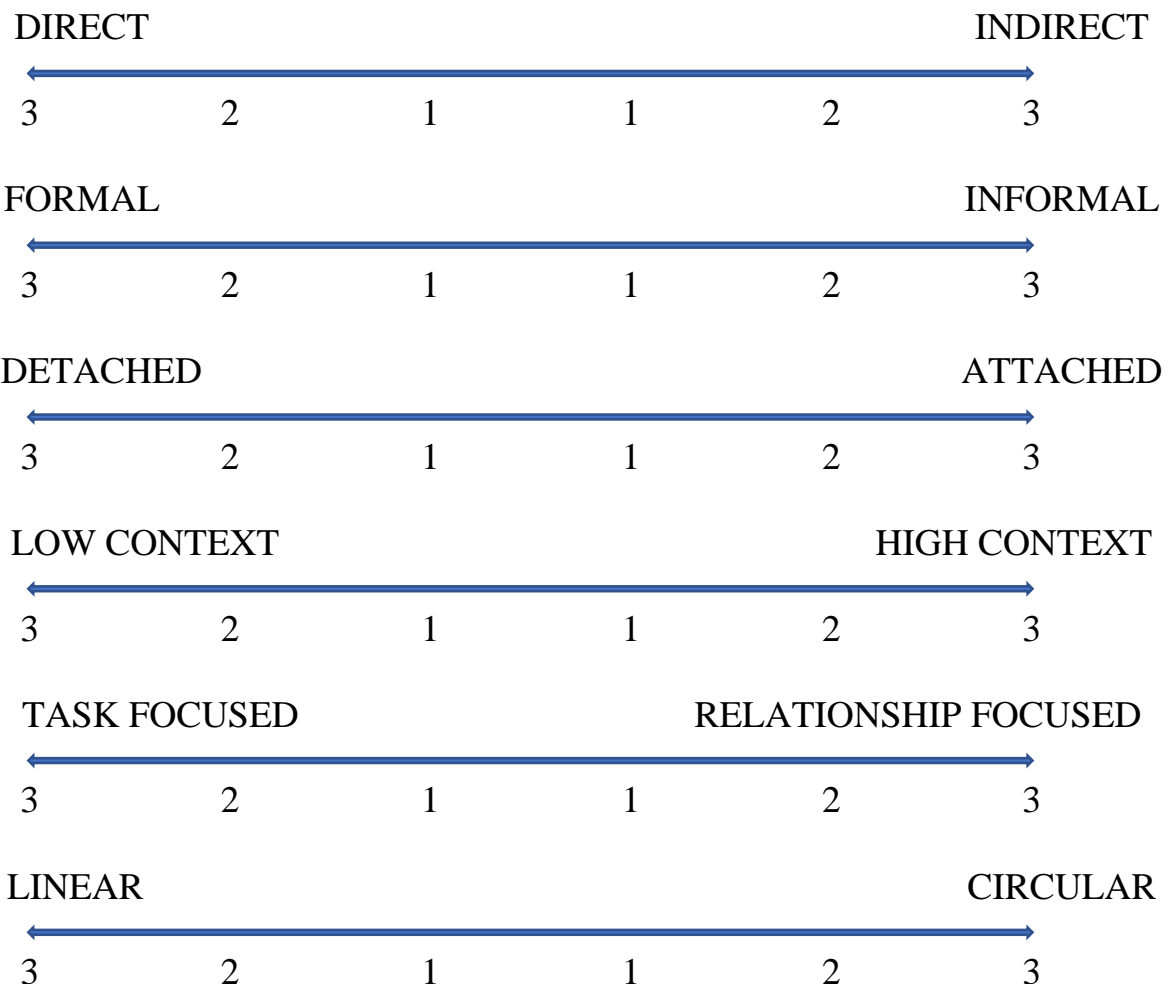 DIRECT INDIRECT
3 2 1 1 2 3
FORMAL INFORMAL
3 2 1 1 2 3
DETACHED ATTACHED
3 2 1 1 2 3
LOW CONTEXT HIGH CONTEXT
3 2 1 1 2 3
TASK FOCUSED RELATIONSHIP FOCUSED
3 2 1 1 2 3
LINEAR CIRCULAR
3 2 1 1 2 3